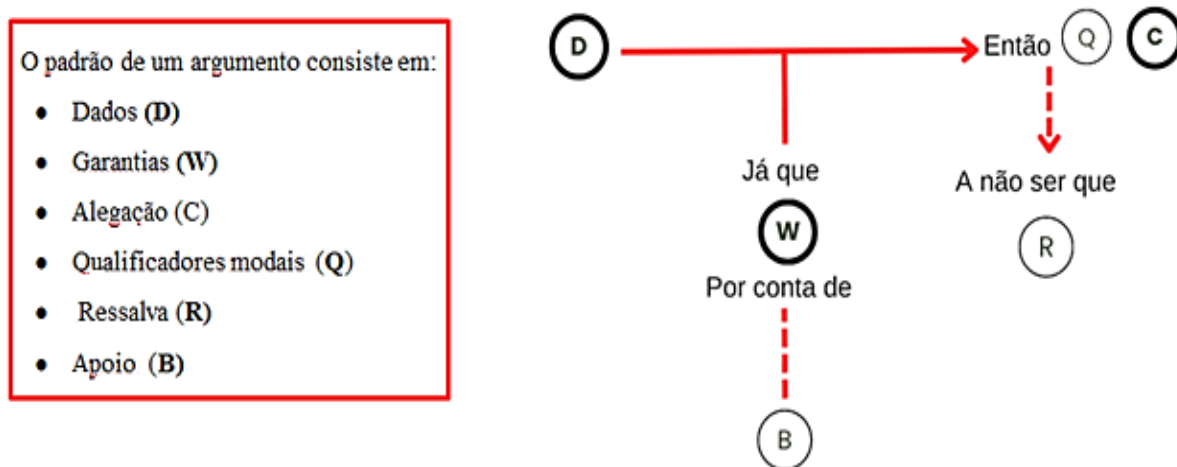 O padrão de um argumento consiste em:
● Dados (D)
● Garantias (W)
● Alegação (C)
● Qualificadores modais (Q)
● Ressalva (R)
● Apoio (B)
D
Então Q C
Já que
W
Por conta de
B
A não ser que
R